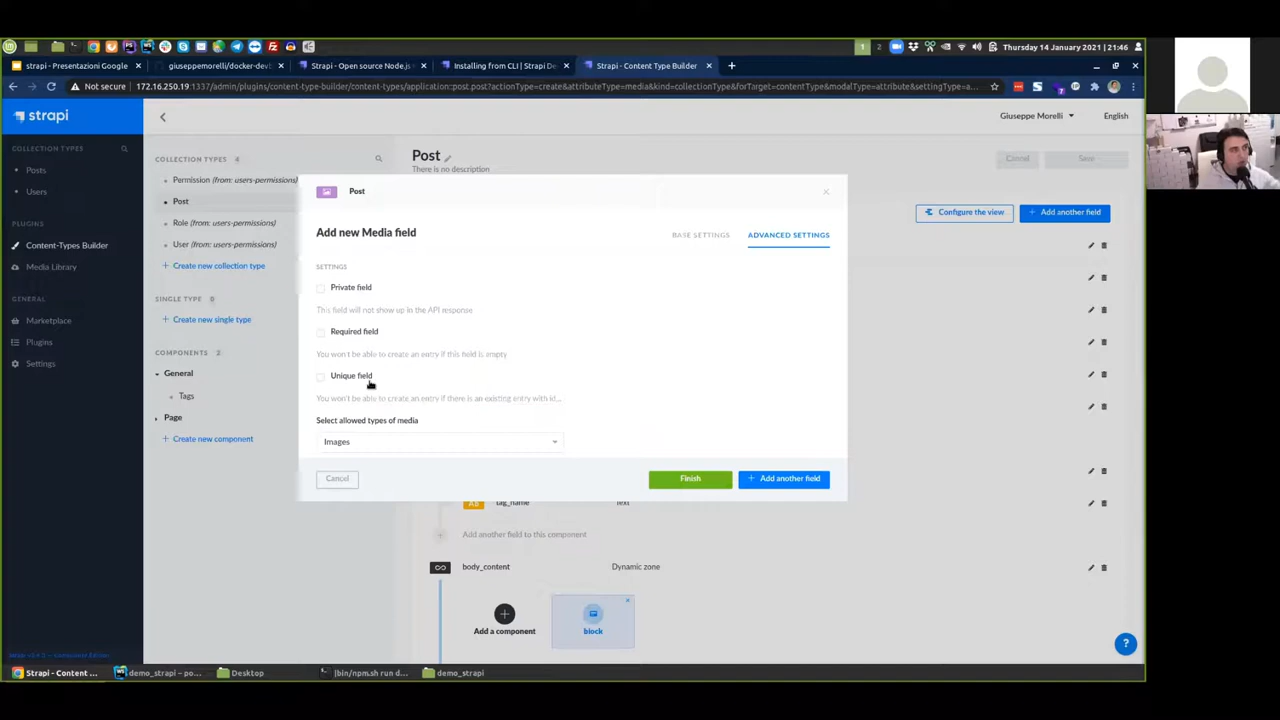 Thursday 14 January 2021 | 21:46
strapi - Presentazioni Google
giuseppemorelli/docker-dev
Strapi - Open source Node.js
Installing from CLI | Strapi De
Strapi - Content Type Builder
Not secure | 172.16.250.19:1337/admin/plugins/content-type-builder/content-types/application::post.post?actionType=create&attributeType=media&kind=collectionType&forTarget=contentType&modalType=attribute&settingType=a...
strapi
Giuseppe Morelli
English
COLLECTION TYPES
Posts
Users
PLUGINS
Content-Types Builder
Media Library
GENERAL
Marketplace
Plugins
Settings
COLLECTION TYPES 4
Permission (from: users-permissions)
Post
Role (from: users-permissions)
User (from: users-permissions)
+ Create new collection type
SINGLE TYPE 0
+ Create new single type
COMPONENTS 2
General
Tags
Page
+ Create new component
Post
There is no description
Cancel
Save
Configure the view
+ Add another field
Post
Add new Media field
BASE SETTINGS
ADVANCED SETTINGS
SETTINGS
Private field
This field will not show up in the API response
Required field
You won't be able to create an entry if this field is empty
Unique field
You won't be able to create an entry if there is an existing entry with id...
Select allowed types of media
Images
Cancel
Finish
+ Add another field
tag_name
Text
Add another field to this component
body_content
Dynamic zone
Add a component
block
?
Strapi - Content ...
demo_strapi – po...
Desktop
/bin/npm.sh run d...
demo_strapi